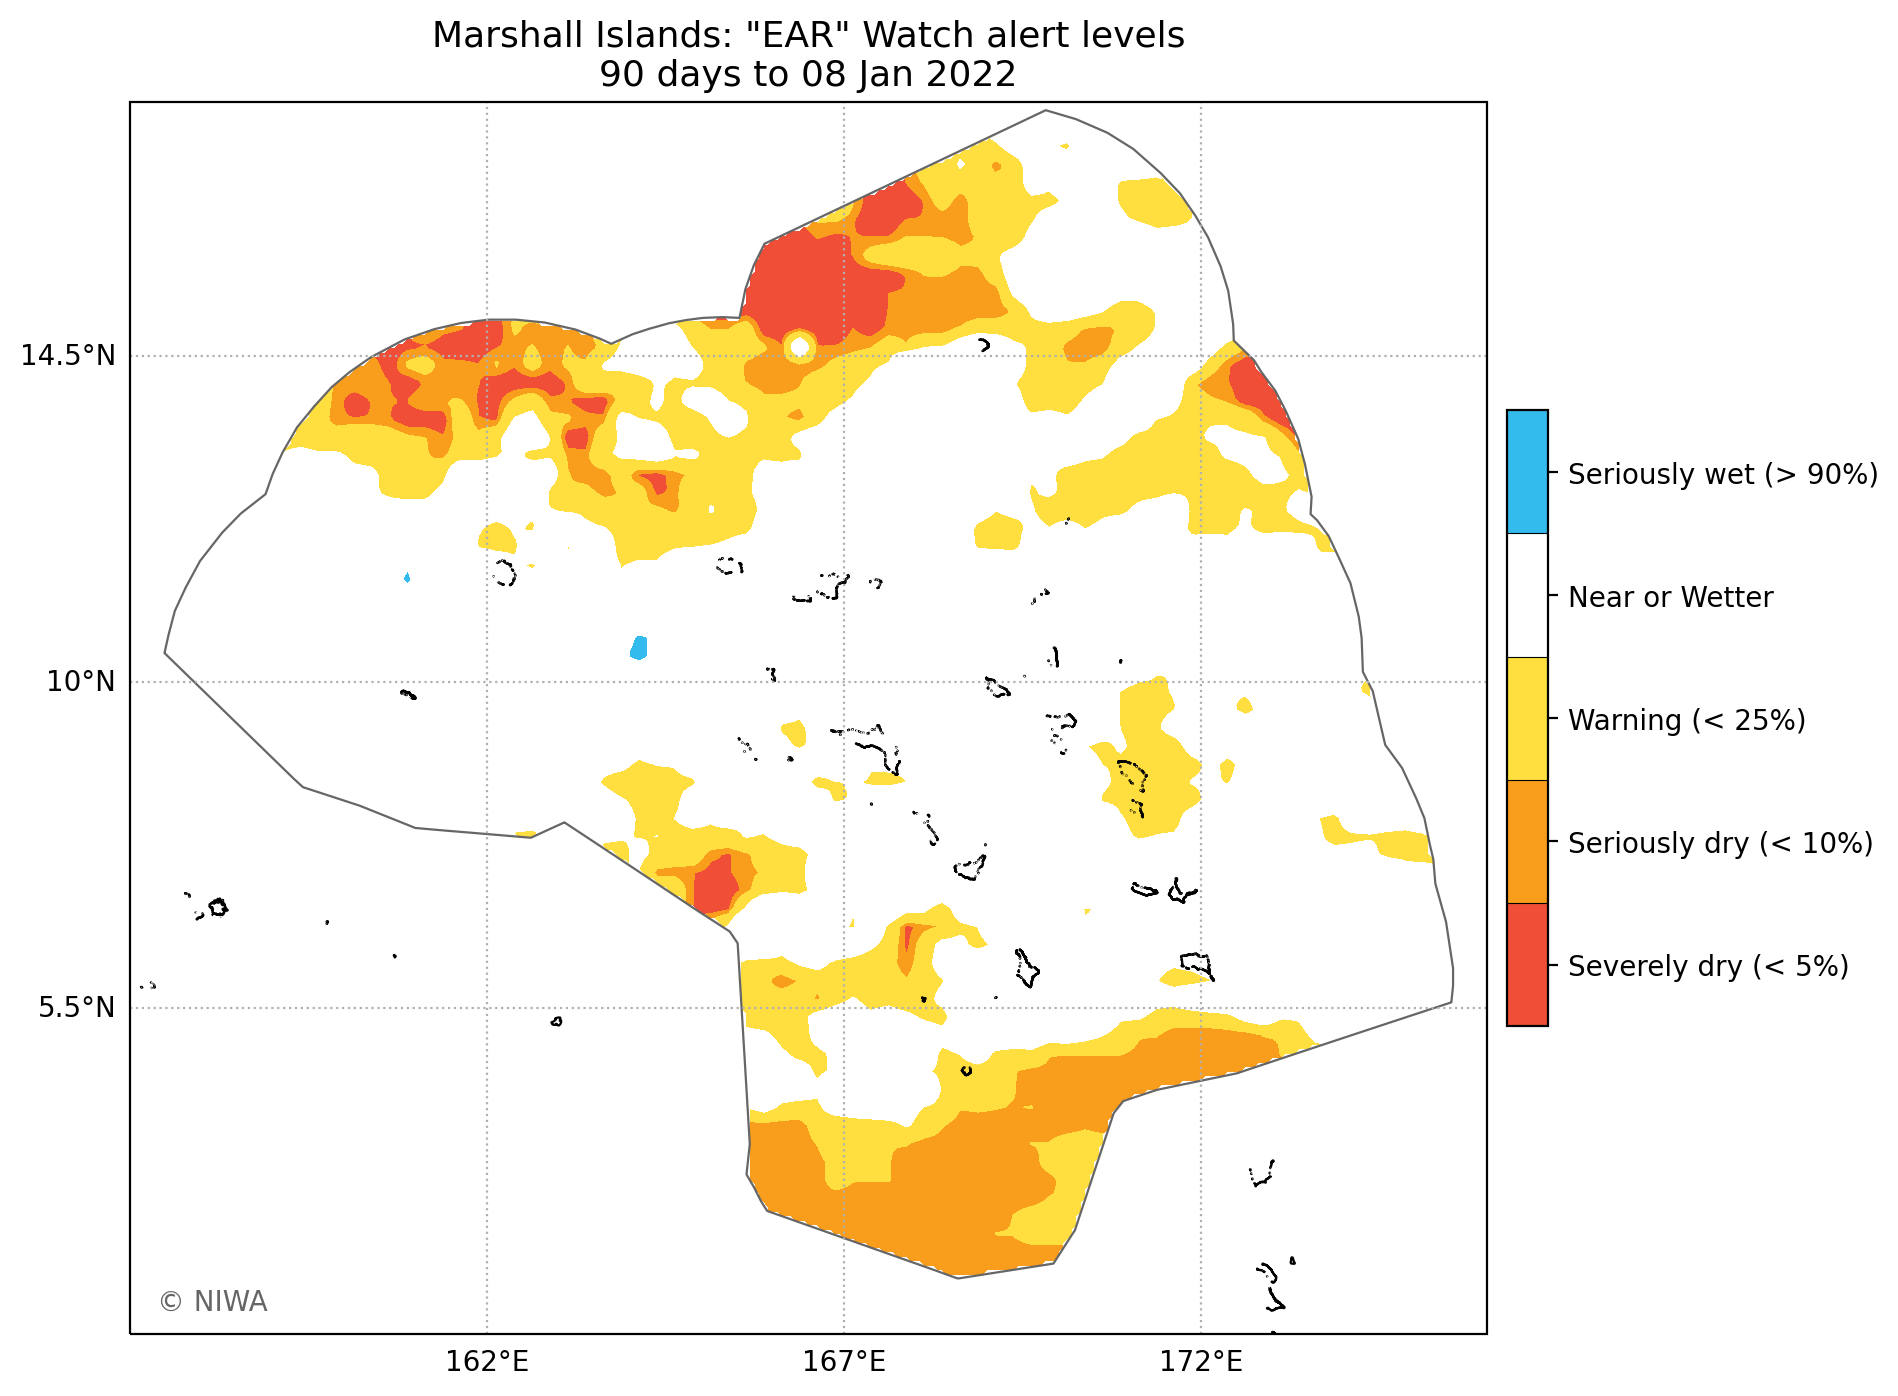 Marshall Islands: "EAR" Watch alert levels
90 days to 08 Jan 2022
14.5°N
10°N
5.5°N
162°E
167°E
172°E
Seriously wet (> 90%)
Near or Wetter
Warning (< 25%)
Seriously dry (< 10%)
Severely dry (< 5%)
© NIWA